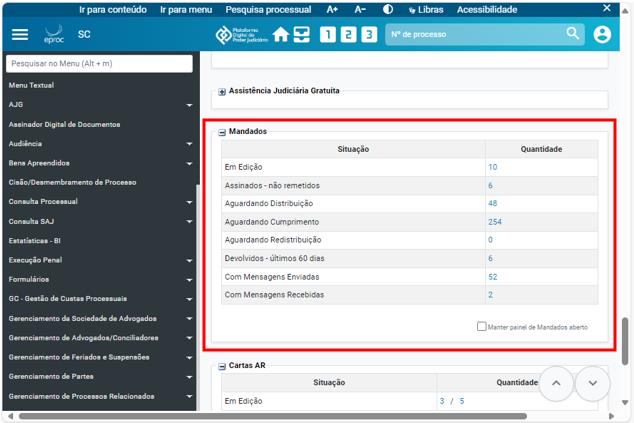 Ir para conteúdo Ir para menu Pesquisa processual A+ A- Libras Acessibilidade
eproc SC Plataforma Digital do Poder Judiciário 1 2 3 Nº de processo
Pesquisar no Menu (Alt + m)
Menu Textual
AJG
Assinador Digital de Documentos
Audiência
Bens Apreendidos
Cisão/Desmembramento de Processo
Consulta Processual
Consulta SAJ
Estatísticas - BI
Execução Penal
Formulários
GC - Gestão de Custas Processuais
Gerenciamento da Sociedade de Advogados
Gerenciamento de Advogados/Conciliadores
Gerenciamento de Feriados e Suspensões
Gerenciamento de Partes
Gerenciamento de Processos Relacionados
Assistência Judiciária Gratuita
Mandados
Situação Quantidade
Em Edição 10
Assinados - não remetidos 6
Aguardando Distribuição 48
Aguardando Cumprimento 254
Aguardando Redistribuição 0
Devolvidos - últimos 60 dias 6
Com Mensagens Enviadas 52
Com Mensagens Recebidas 2
Manter painel de Mandados aberto
Cartas AR
Situação Quantidade
Em Edição 3 / 5